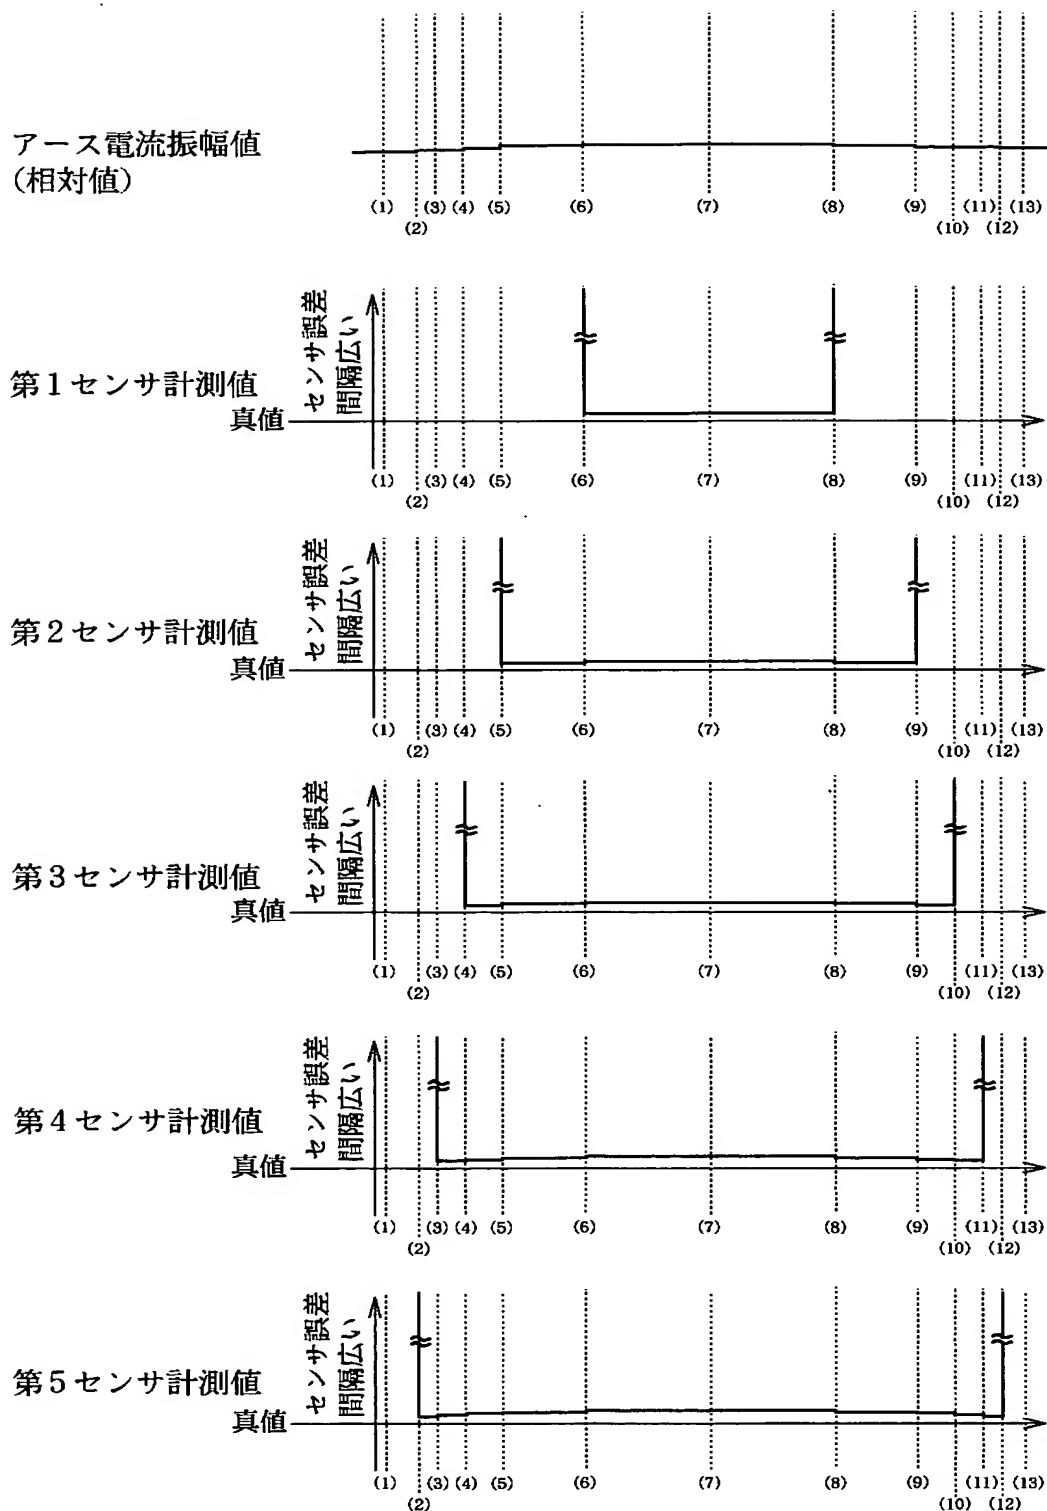 アース電流振幅値
(相対値)
(1) (3) (4) (5) (6) (7) (8) (9) (11) (13)
(2) (10) (12)
センサ誤差
間隔広い
第1センサ計測値
真値
(1) (3) (4) (5) (6) (7) (8) (9) (11) (13)
(2) (10) (12)
センサ誤差
間隔広い
第2センサ計測値
真値
(1) (3) (4) (5) (6) (7) (8) (9) (11) (13)
(2) (10) (12)
センサ誤差
間隔広い
第3センサ計測値
真値
(1) (3) (4) (5) (6) (7) (8) (9) (11) (13)
(2) (10) (12)
センサ誤差
間隔広い
第4センサ計測値
真値
(1) (3) (4) (5) (6) (7) (8) (9) (11) (13)
(2) (10) (12)
センサ誤差
間隔広い
第5センサ計測値
真値
(1) (3) (4) (5) (6) (7) (8) (9) (11) (13)
(2) (10) (12)